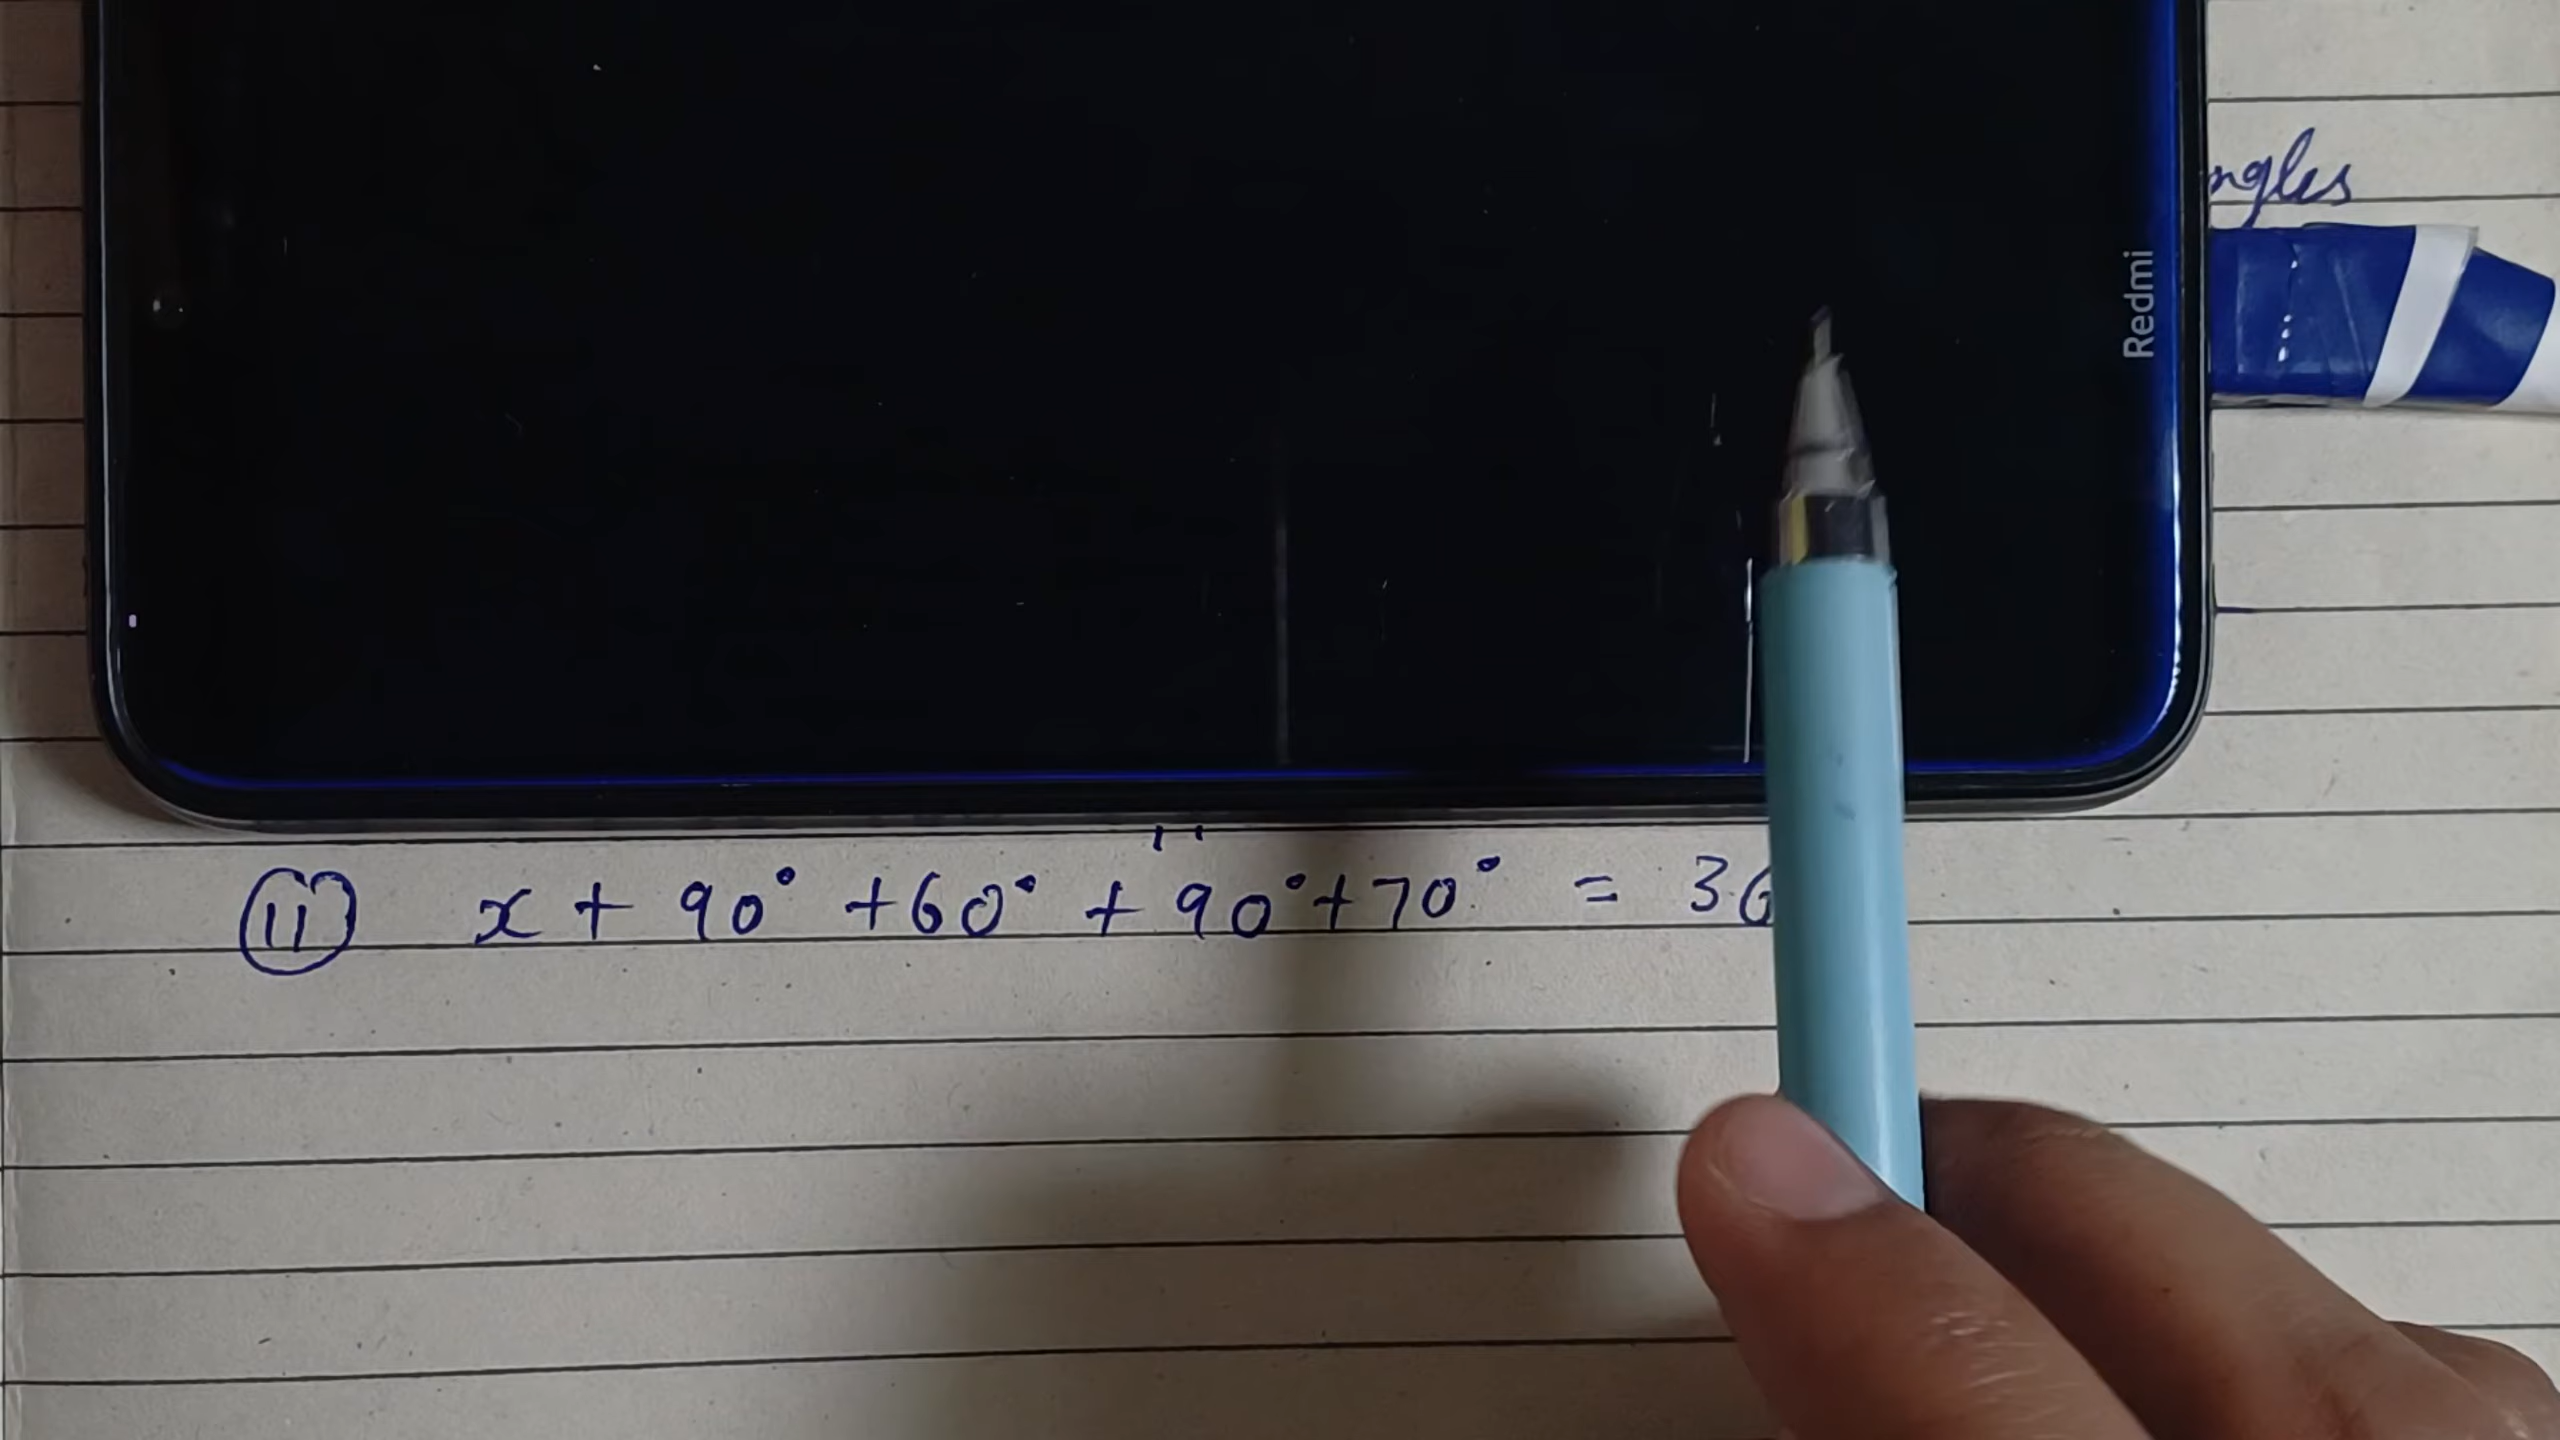 ngles
Redmi
(11) x + 90° + 60° + 90° + 70° = 36